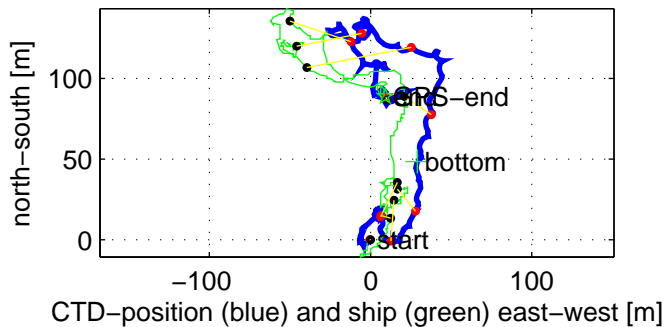 north-south [m]
100
50
0
end
GPS-end
bottom
start
-100
0
100
CTD-position (blue) and ship (green) east-west [m]